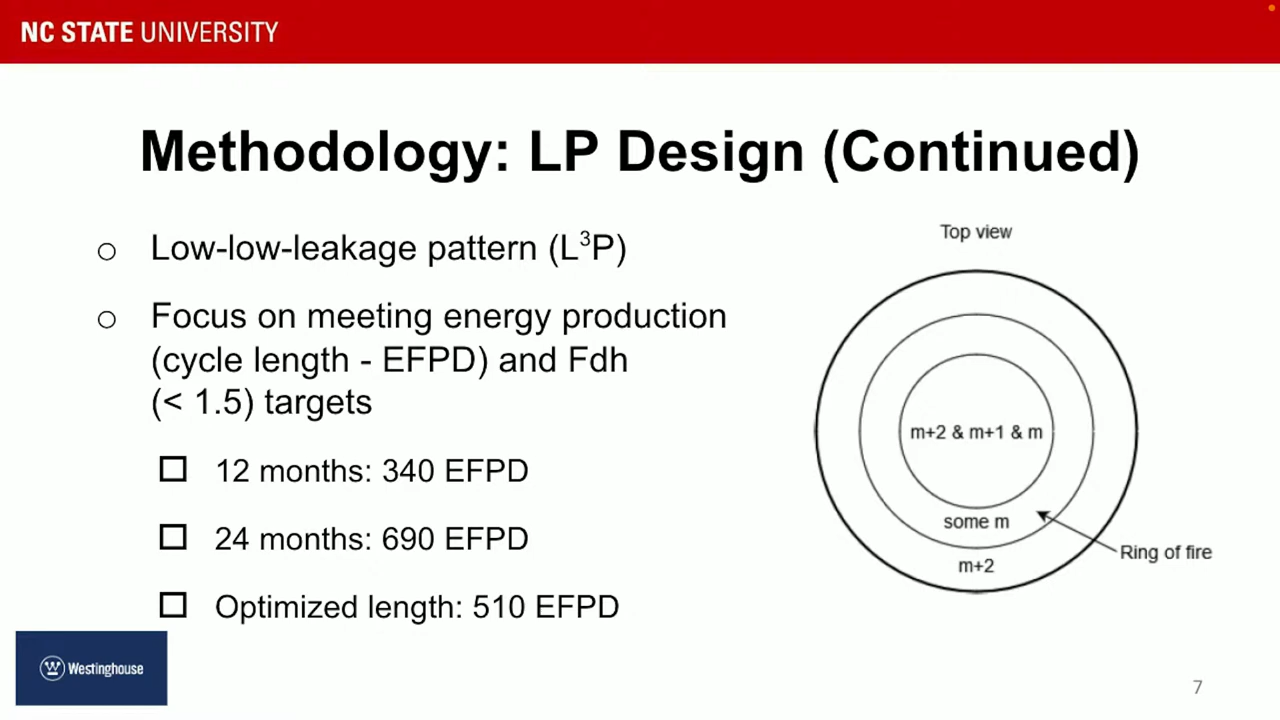 NC STATE UNIVERSITY
Methodology: LP Design (Continued)
○ Low-low-leakage pattern (L³P)
○ Focus on meeting energy production
(cycle length - EFPD) and Fdh
(< 1.5) targets
☐ 12 months: 340 EFPD
☐ 24 months: 690 EFPD
☐ Optimized length: 510 EFPD
Top view
m+2 & m+1 & m
some m
Ring of fire
m+2
Westinghouse
7